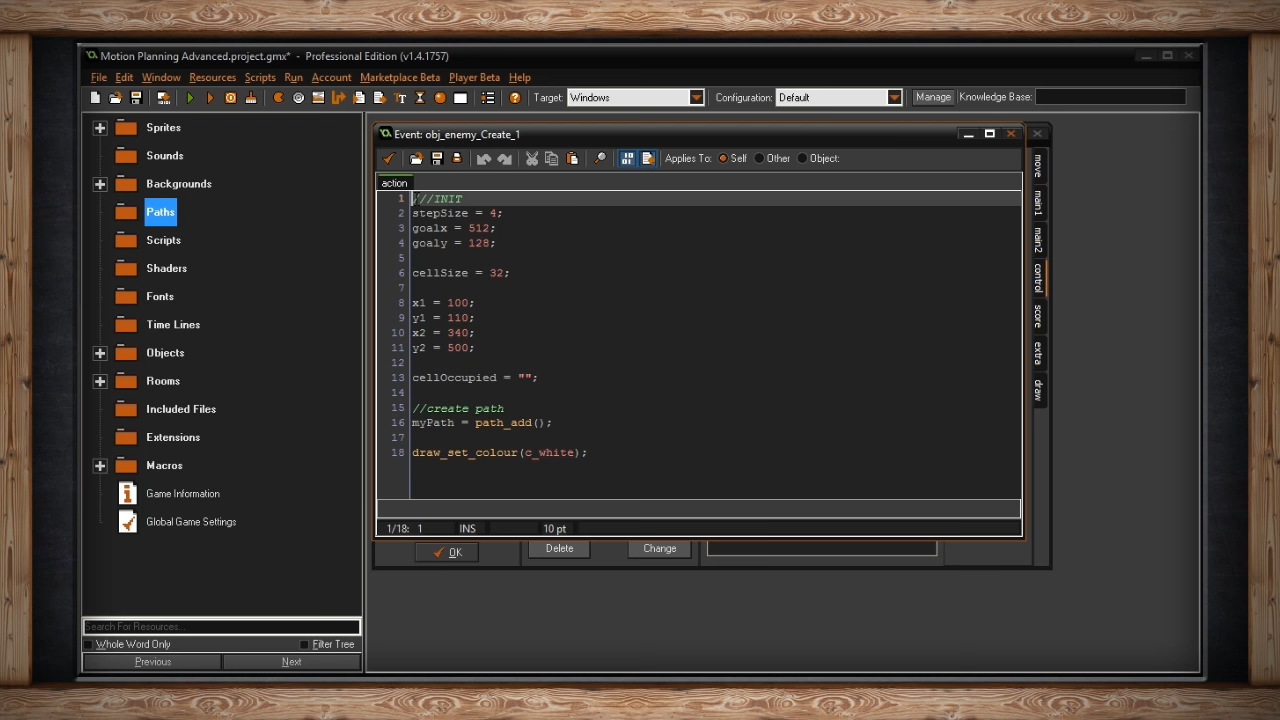 Motion Planning Advanced.project.gmx* - Professional Edition (v1.4.1757)
File Edit Window Resources Scripts Run Account Marketplace Beta Player Beta Help
Target: Windows Configuration: Default Manage Knowledge Base:
Sprites
Sounds
Backgrounds
Paths
Scripts
Shaders
Fonts
Time Lines
Objects
Rooms
Included Files
Extensions
Macros
Game Information
Global Game Settings
Search For Resources...
Whole Word Only Filter Tree
Previous Next
Event: obj_enemy_Create_1
Applies To: Self Other Object:
action
1 ///INIT
2 stepSize = 4;
3 goalx = 512;
4 goaly = 128;
5
6 cellSize = 32;
7
8 x1 = 100;
9 y1 = 110;
10 x2 = 340;
11 y2 = 500;
12
13 cellOccupied = "";
14
15 //create path
16 myPath = path_add();
17
18 draw_set_colour(c_white);
1/18: 1 INS 10 pt
OK Delete Change
move
main1
main2
control
score
extra
draw